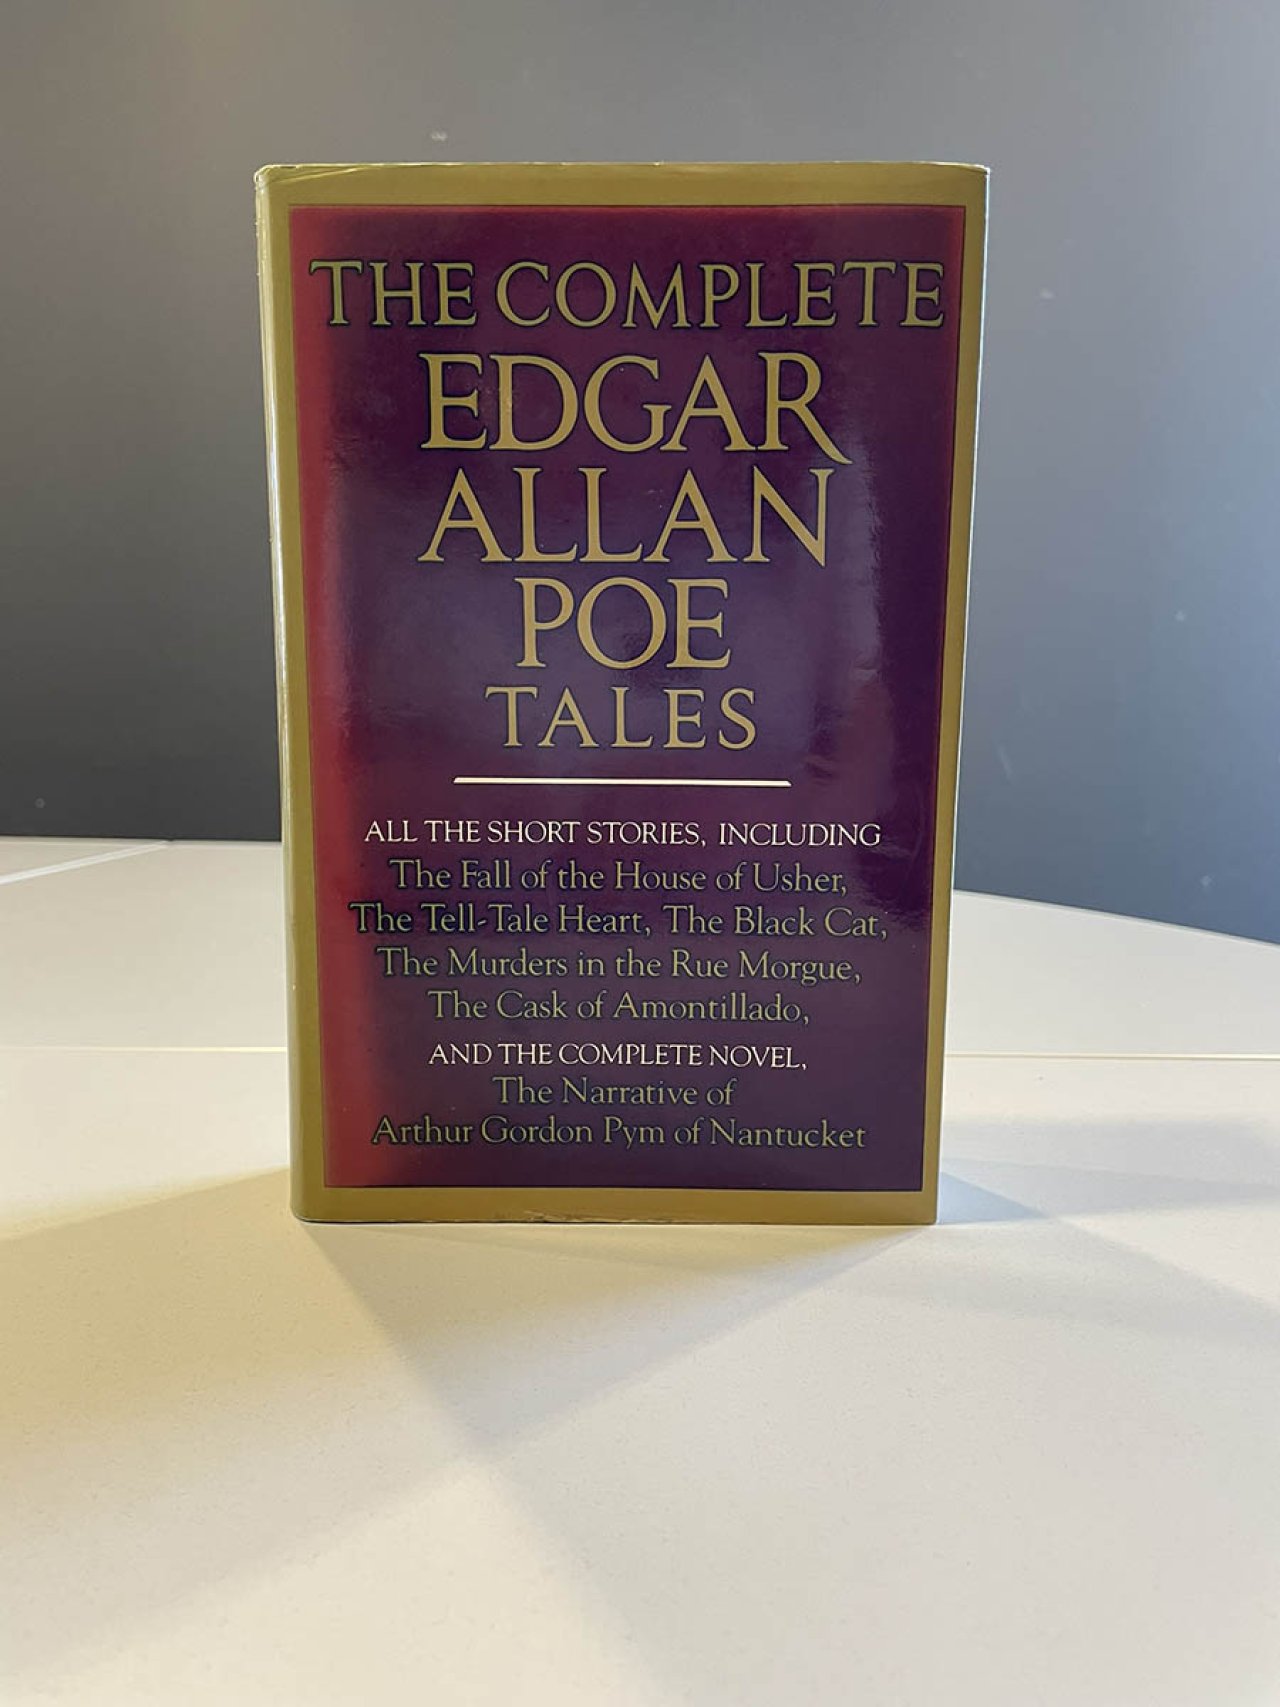 THE COMPLETE
EDGAR
ALLAN
POE
TALES
ALL THE SHORT STORIES, INCLUDING
The Fall of the House of Usher,
The Tell-Tale Heart, The Black Cat,
The Murders in the Rue Morgue,
The Cask of Amontillado,
AND THE COMPLETE NOVEL,
The Narrative of
Arthur Gordon Pym of Nantucket